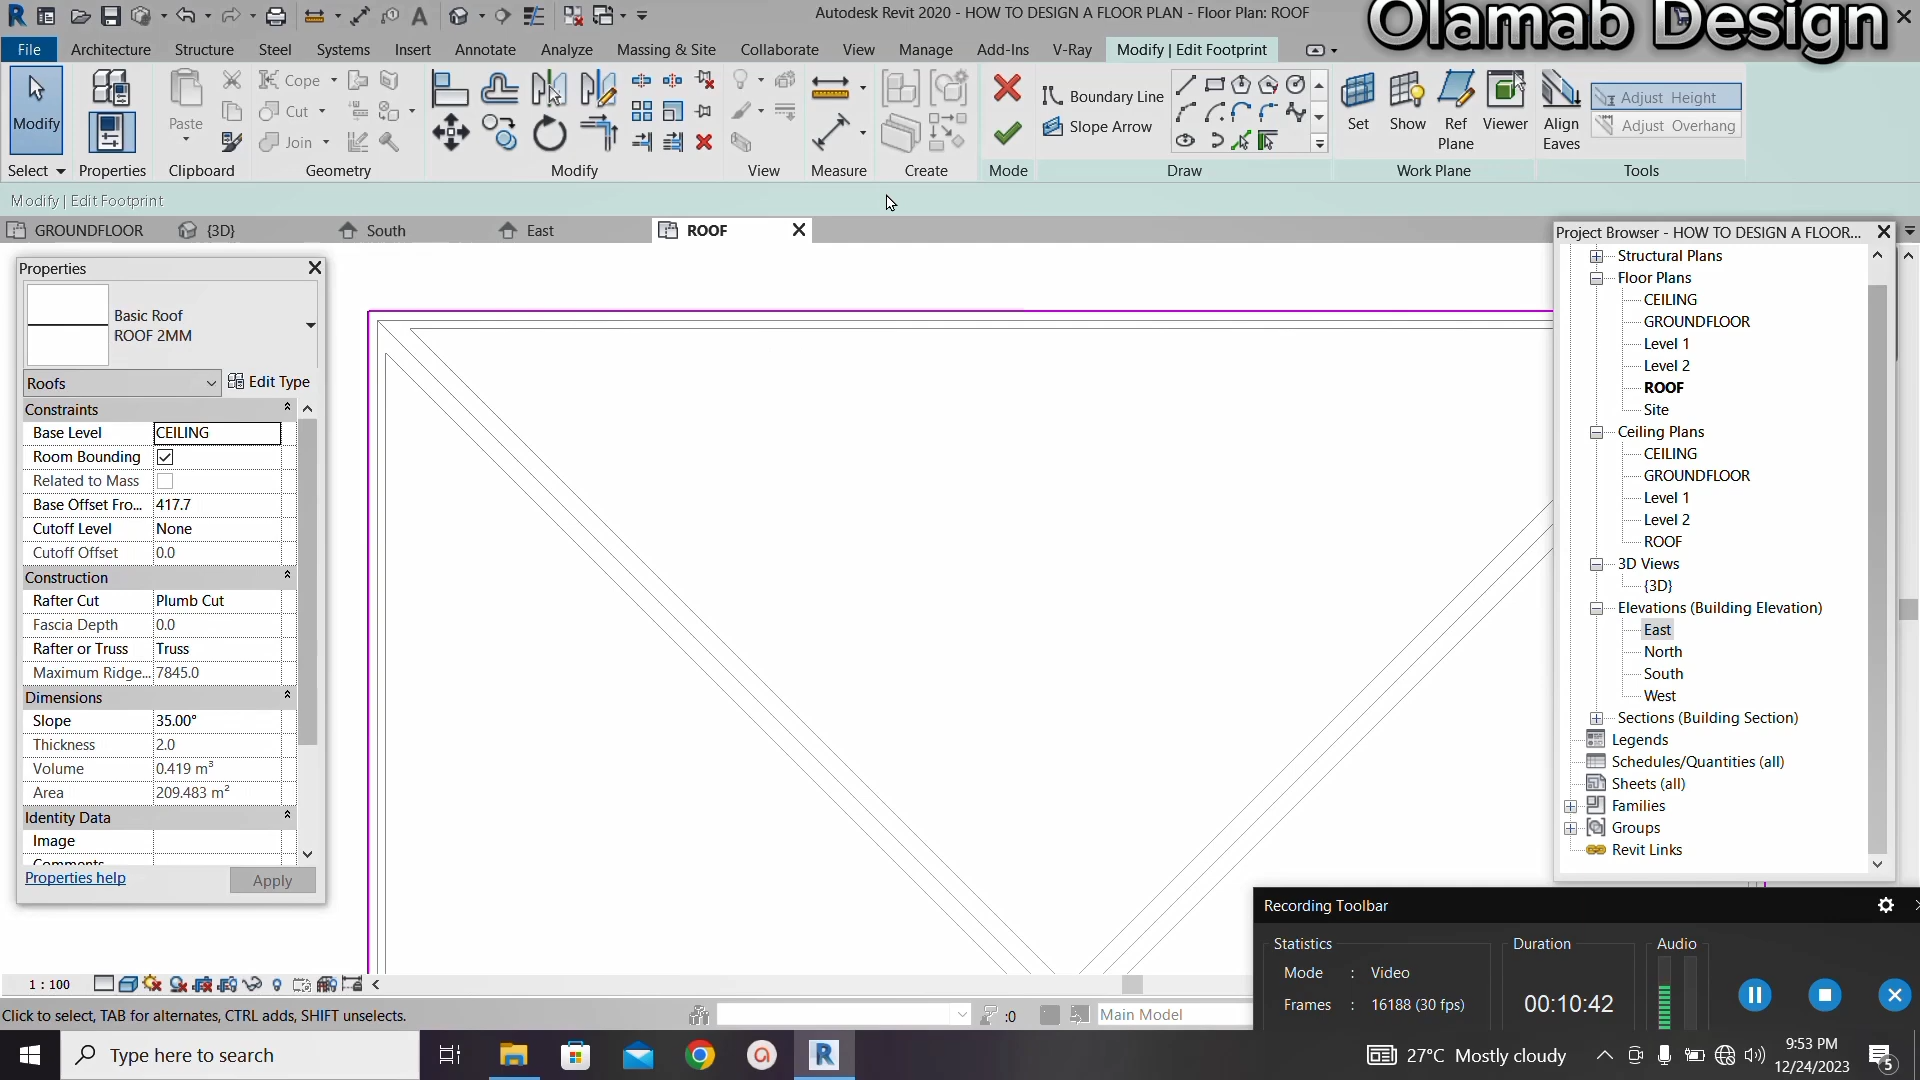 Autodesk Revit 2020 - HOW TO DESIGN A FLOOR PLAN - Floor Plan: ROOF
Olamab Design
File Architecture Structure Steel Systems Insert Annotate Analyze Massing & Site Collaborate View Manage Add-Ins V-Ray Modify | Edit Footprint
Modify
Paste
Cope
Cut
Join
Boundary Line
Slope Arrow
Set
Show
Ref
Plane
Viewer
Align
Eaves
Adjust Height
Adjust Overhang
Select Properties Clipboard Geometry Modify View Measure Create Mode Draw Work Plane Tools
Modify | Edit Footprint
GROUNDFLOOR {3D} South East ROOF
Properties
Basic Roof
ROOF 2MM
Roofs Edit Type
Constraints
Base Level CEILING
Room Bounding
Related to Mass
Base Offset Fro... 417.7
Cutoff Level None
Cutoff Offset 0.0
Construction
Rafter Cut Plumb Cut
Fascia Depth 0.0
Rafter or Truss Truss
Maximum Ridge... 7845.0
Dimensions
Slope 35.00°
Thickness 2.0
Volume 0.419 m³
Area 209.483 m²
Identity Data
Image
Comments
Properties help Apply
Project Browser - HOW TO DESIGN A FLOOR...
Structural Plans
Floor Plans
CEILING
GROUNDFLOOR
Level 1
Level 2
ROOF
Site
Ceiling Plans
CEILING
GROUNDFLOOR
Level 1
Level 2
ROOF
3D Views
{3D}
Elevations (Building Elevation)
East
North
South
West
Sections (Building Section)
Legends
Schedules/Quantities (all)
Sheets (all)
Families
Groups
Revit Links
Recording Toolbar
Statistics
Mode : Video
Frames : 16188 (30 fps)
Duration
00:10:42
Audio
1 : 100
Click to select, TAB for alternates, CTRL adds, SHIFT unselects.
:0
Main Model
Type here to search
27°C Mostly cloudy
9:53 PM
12/24/2023
5